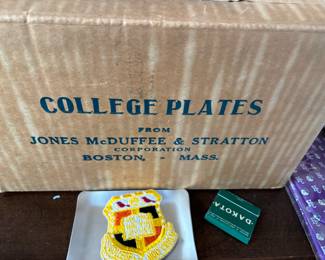 COLLEGE PLATES
FROM
JONES McDUFFEE & STRATTON
CORPORATION
BOSTON, - MASS.
DAKOTA